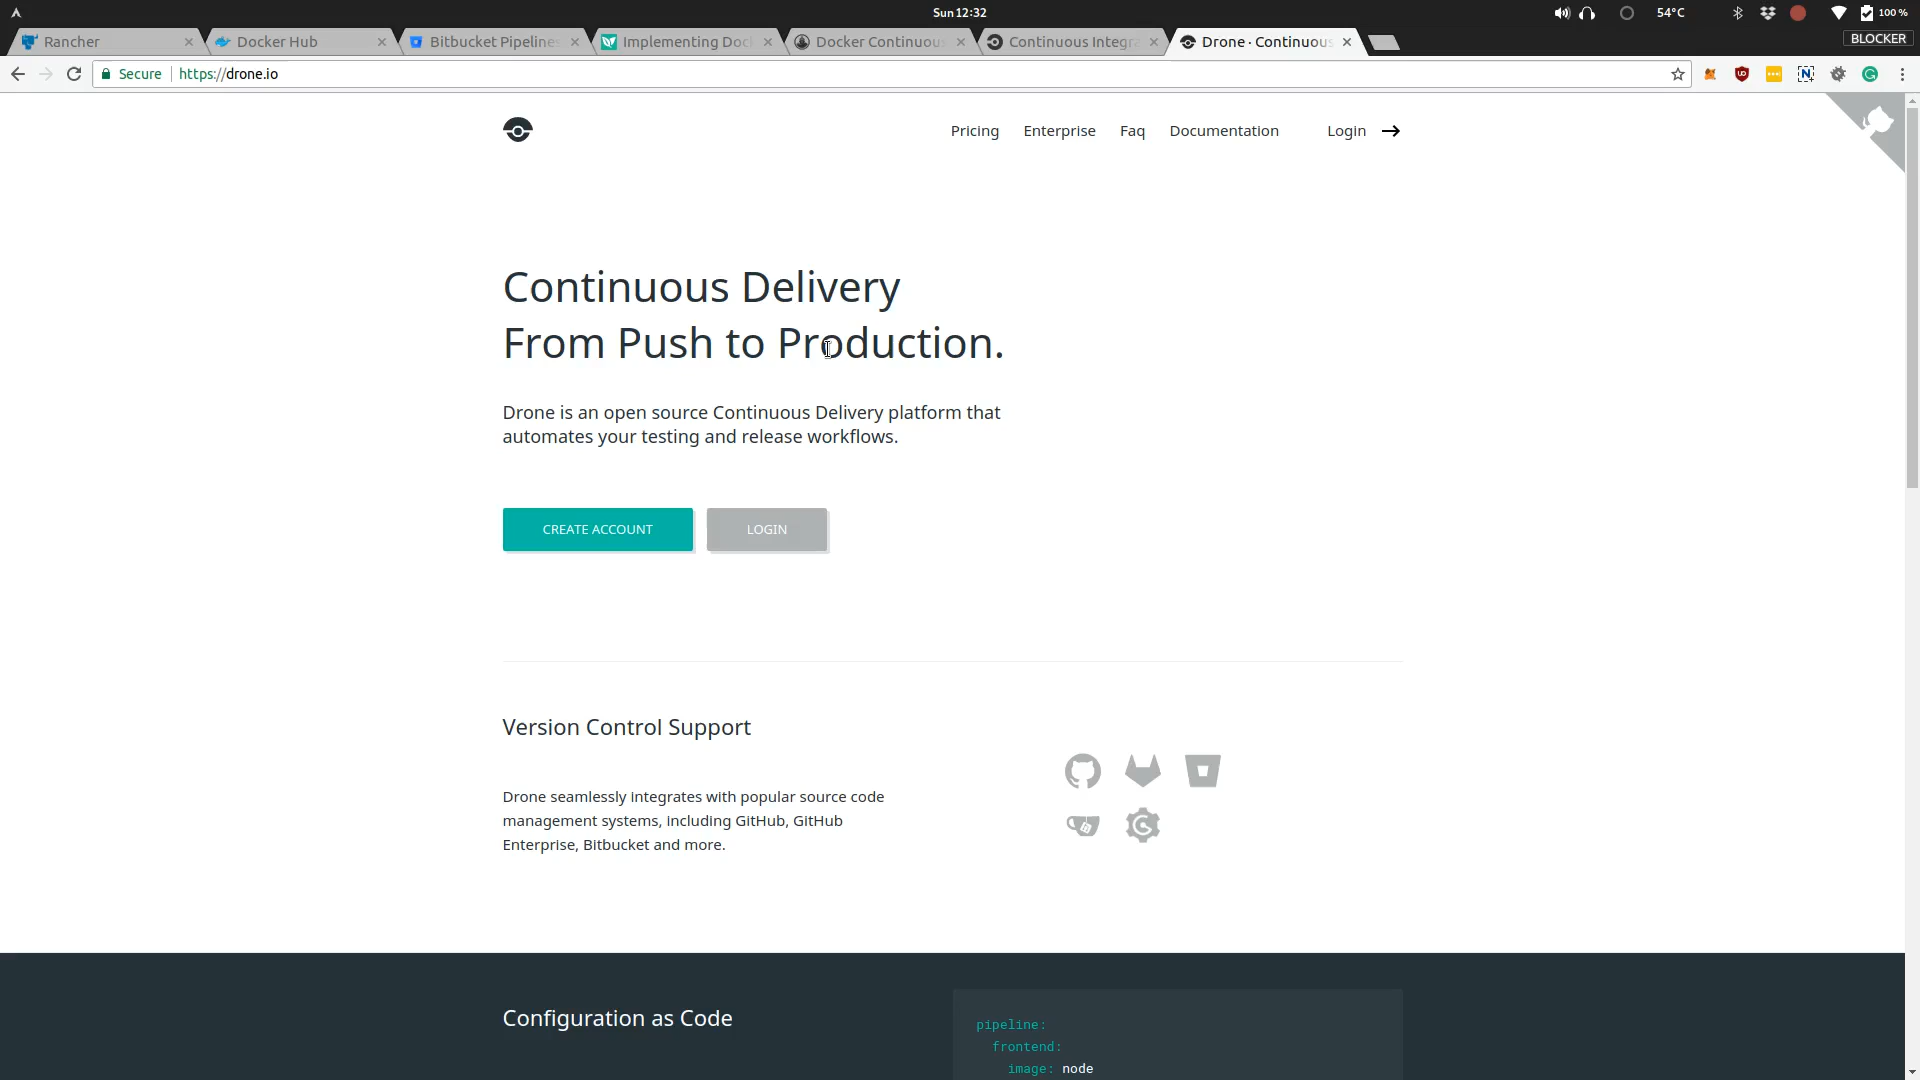 Sun 12:32
54°C
100 %
Rancher
Docker Hub
Bitbucket Pipelines
Implementing Doc
Docker Continuous
Continuous Integra
Drone · Continuous
BLOCKER
Secure
https://drone.io
Pricing
Enterprise
Faq
Documentation
Login
Continuous Delivery
From Push to Production.
Drone is an open source Continuous Delivery platform that
automates your testing and release workflows.
CREATE ACCOUNT
LOGIN
Version Control Support
Drone seamlessly integrates with popular source code
management systems, including GitHub, GitHub
Enterprise, Bitbucket and more.
Configuration as Code
pipeline:
frontend:
image: node